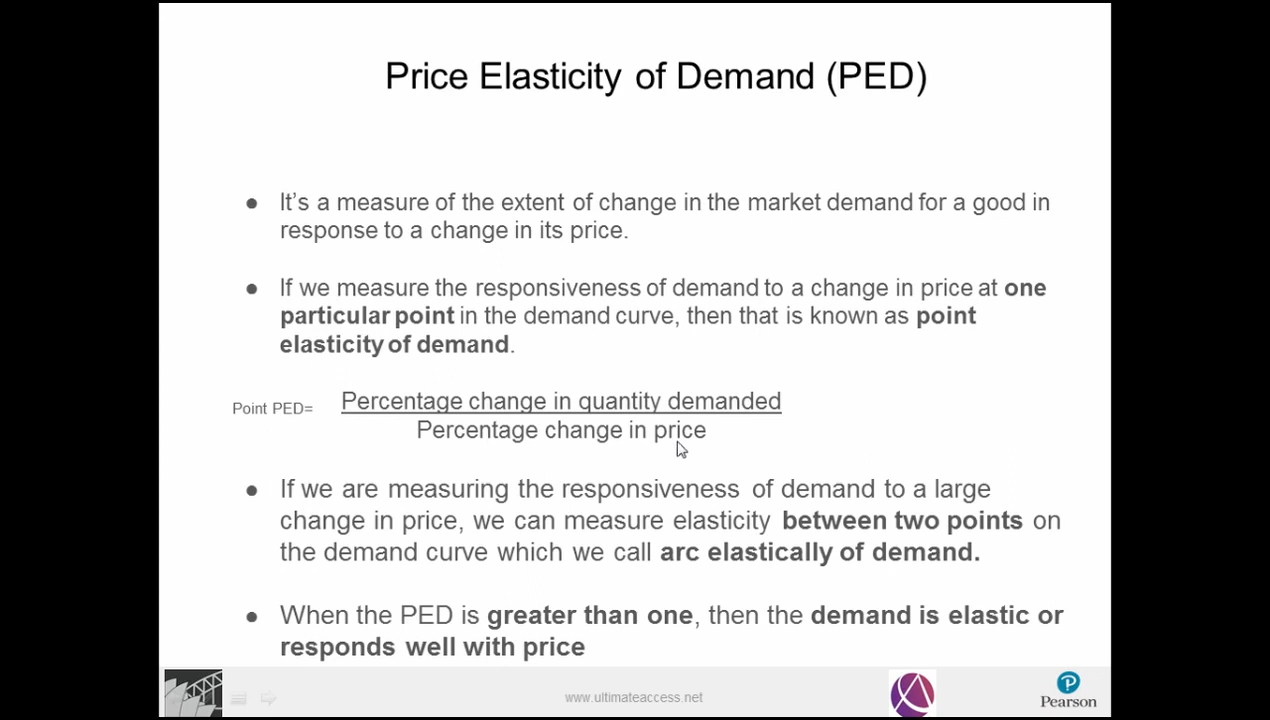 Price Elasticity of Demand (PED)
● It's a measure of the extent of change in the market demand for a good in
response to a change in its price.
● If we measure the responsiveness of demand to a change in price at one
particular point in the demand curve, then that is known as point
elasticity of demand.
Point PED= Percentage change in quantity demanded
Percentage change in price
● If we are measuring the responsiveness of demand to a large
change in price, we can measure elasticity between two points on
the demand curve which we call arc elastically of demand.
● When the PED is greater than one, then the demand is elastic or
responds well with price
www.ultimateaccess.net
P
Pearson